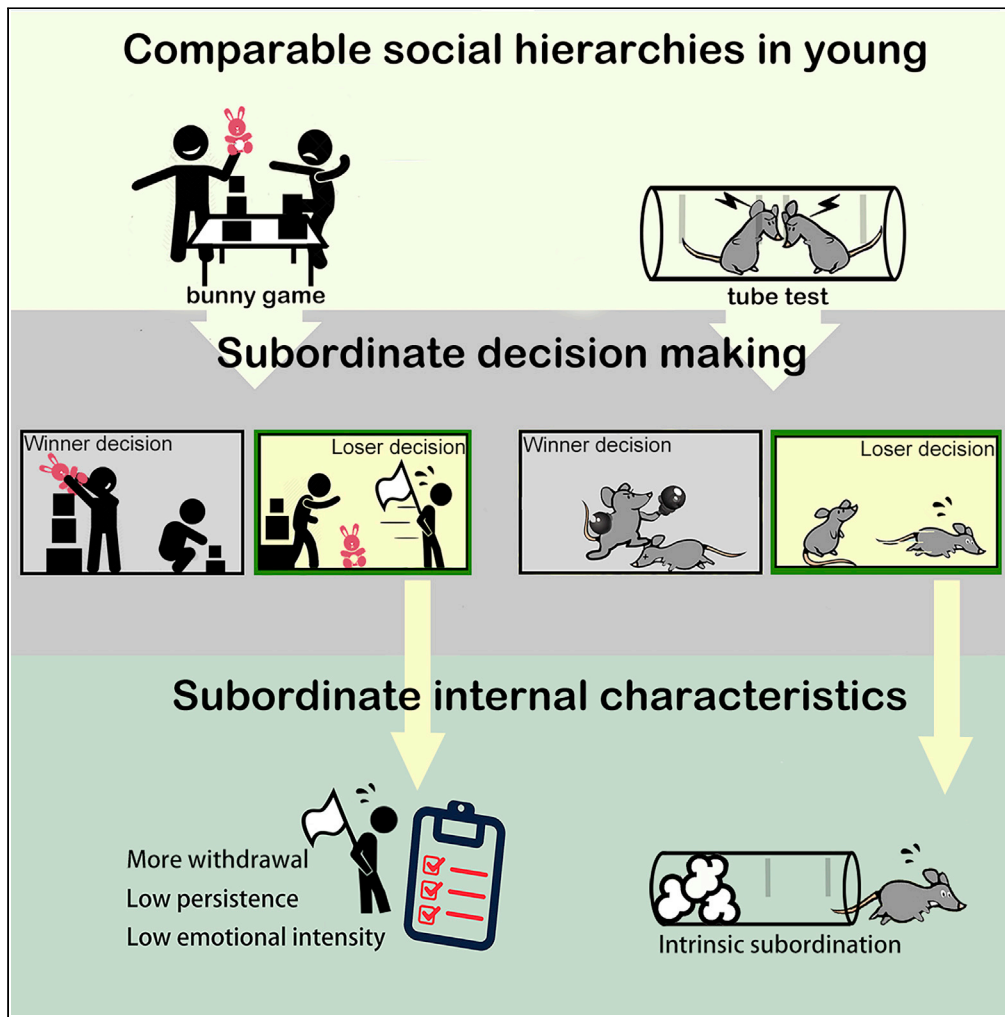 Comparable social hierarchies in young
bunny game
tube test
Subordinate decision making
Winner decision
Loser decision
Winner decision
Loser decision
Subordinate internal characteristics
More withdrawal
Low persistence
Low emotional intensity
Intrinsic subordination